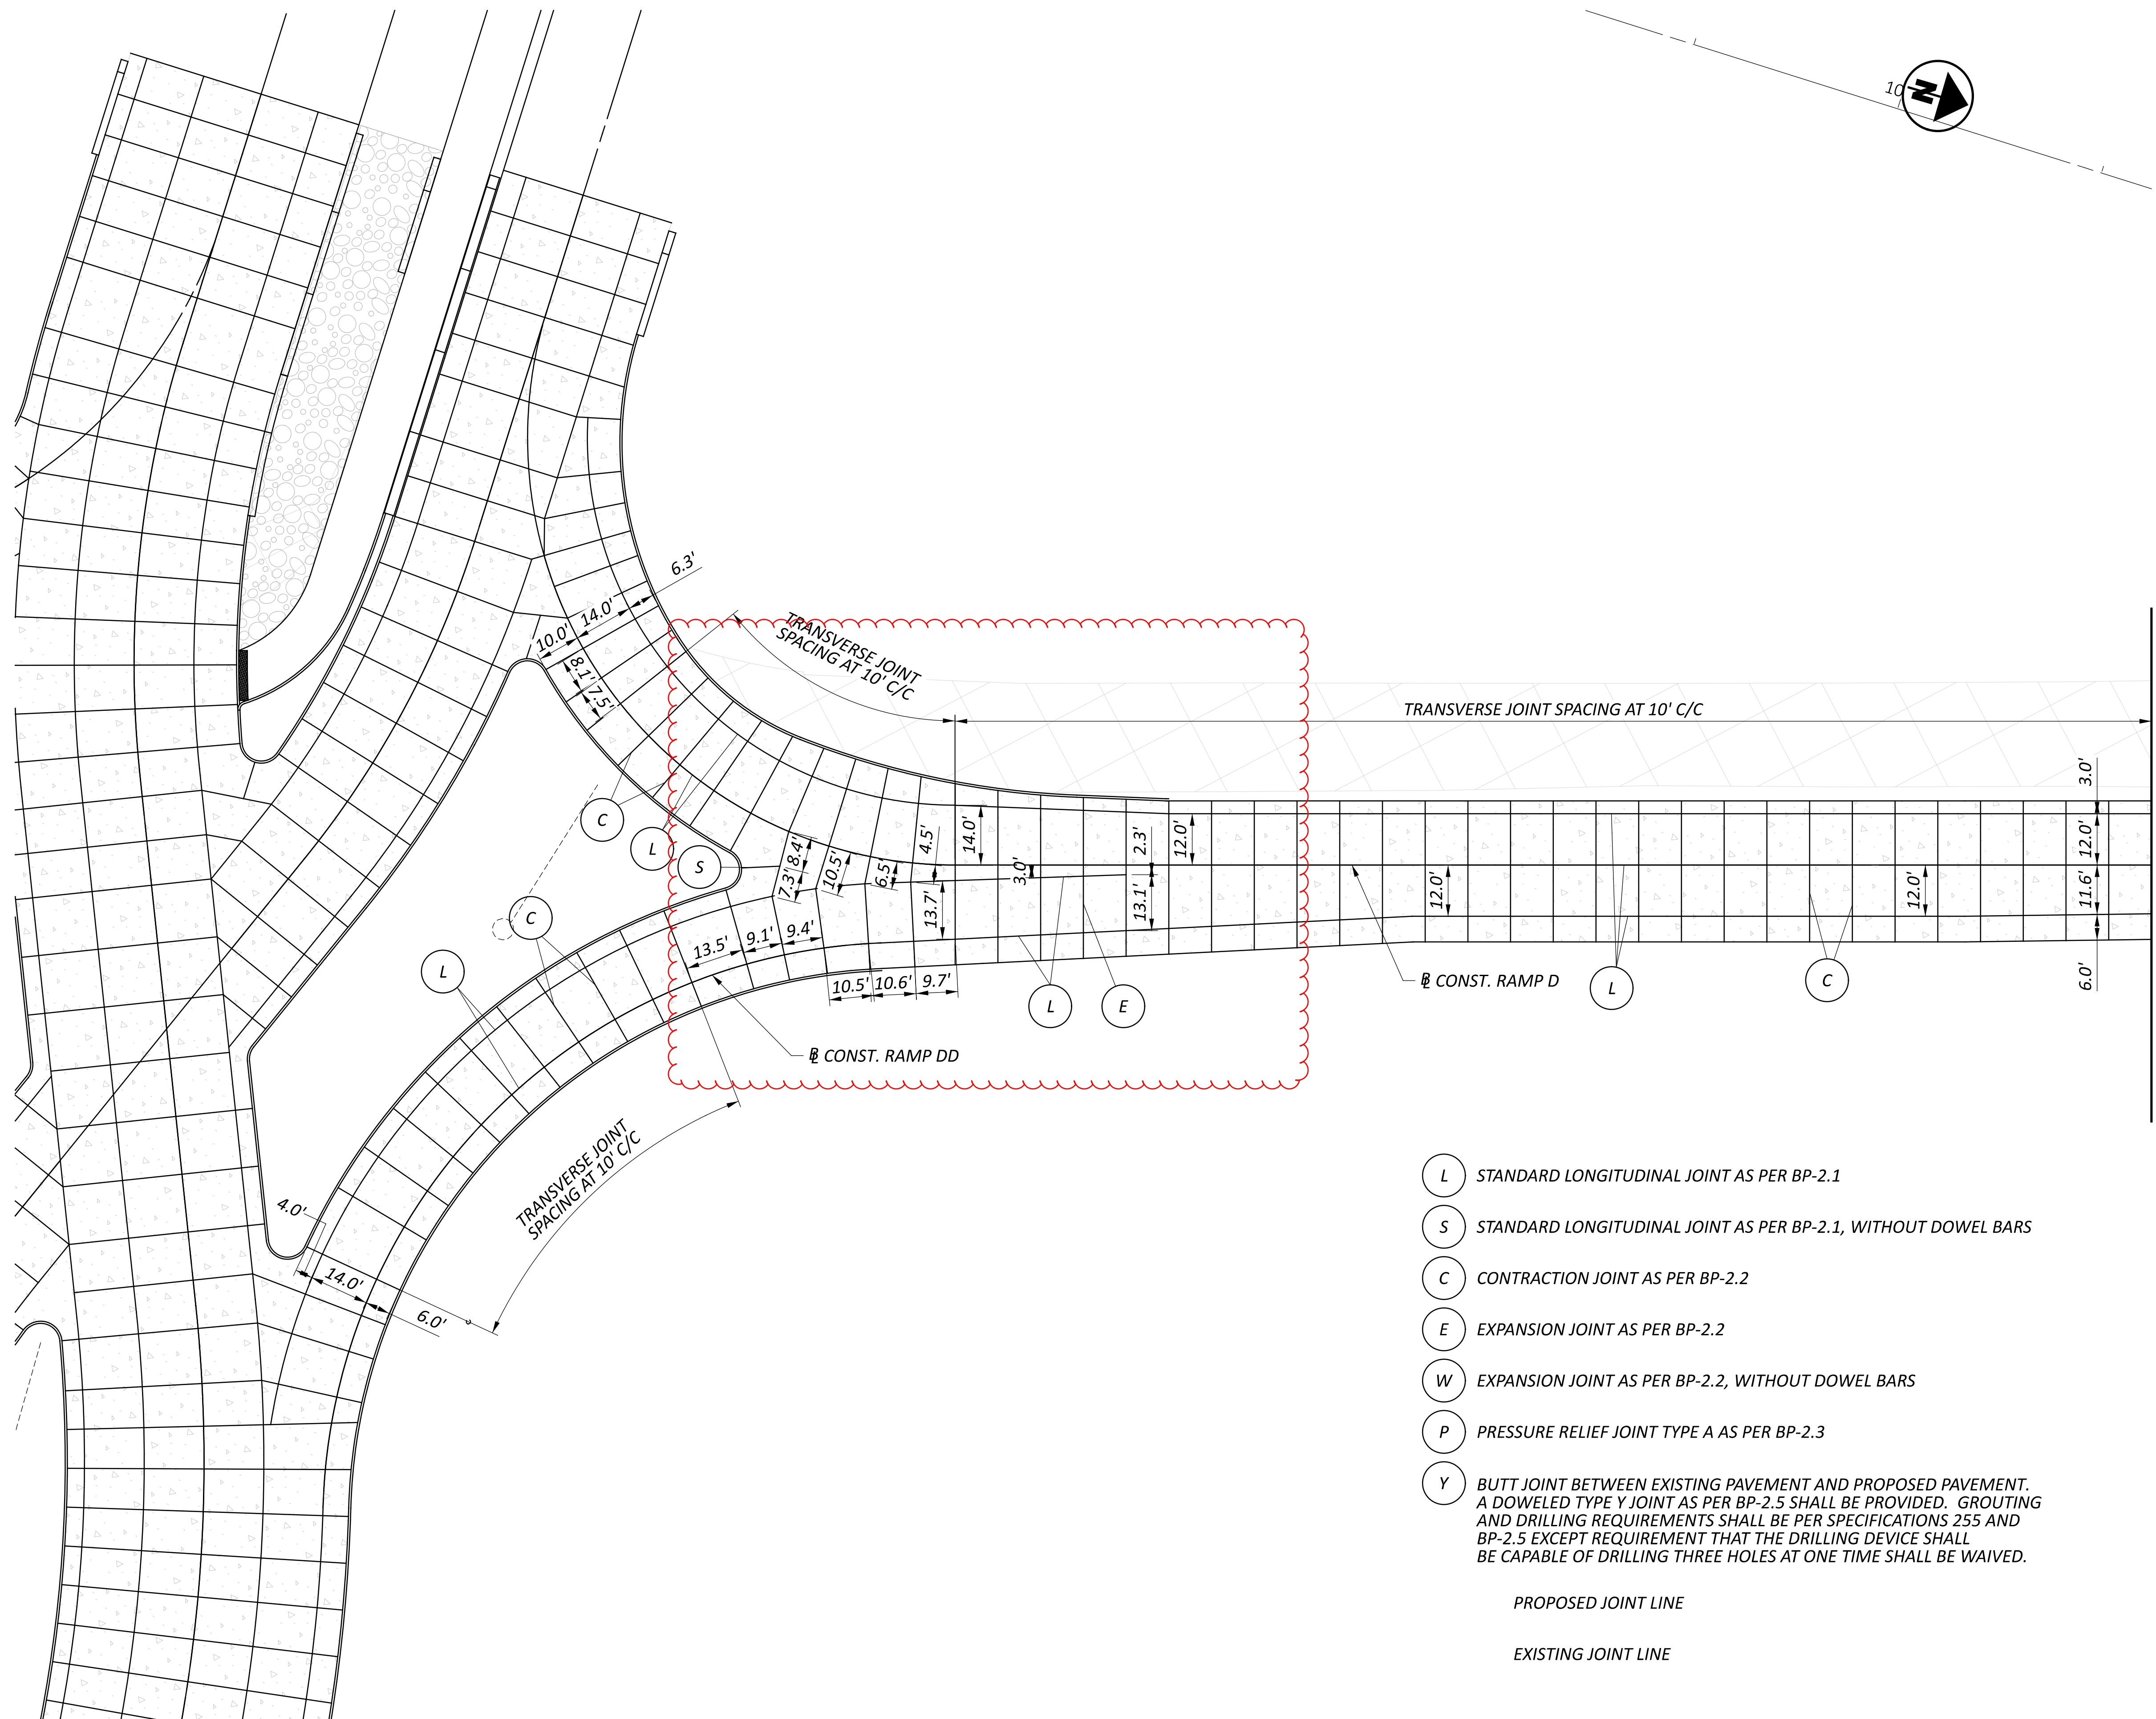 10
N
6.3'
14.0'
10.0'
8.1'
7.5'
TRANSVERSE JOINT
SPACING AT 10' C/C
TRANSVERSE JOINT SPACING AT 10' C/C
3.0'
12.0'
11.6'
6.0'
C
L
S
8.4'
7.3'
10.5'
6.5'
4.5'
14.0'
13.7'
3.0'
2.3'
13.1'
12.0'
12.0'
12.0'
C
L
13.5'
9.1'
9.4'
10.5'
10.6'
9.7'
L
E
BL CONST. RAMP D
L
C
BL CONST. RAMP DD
TRANSVERSE JOINT
SPACING AT 10' C/C
4.0'
14.0'
6.0'
L STANDARD LONGITUDINAL JOINT AS PER BP-2.1
S STANDARD LONGITUDINAL JOINT AS PER BP-2.1, WITHOUT DOWEL BARS
C CONTRACTION JOINT AS PER BP-2.2
E EXPANSION JOINT AS PER BP-2.2
W EXPANSION JOINT AS PER BP-2.2, WITHOUT DOWEL BARS
P PRESSURE RELIEF JOINT TYPE A AS PER BP-2.3
Y BUTT JOINT BETWEEN EXISTING PAVEMENT AND PROPOSED PAVEMENT.
A DOWELED TYPE Y JOINT AS PER BP-2.5 SHALL BE PROVIDED. GROUTING
AND DRILLING REQUIREMENTS SHALL BE PER SPECIFICATIONS 255 AND
BP-2.5 EXCEPT REQUIREMENT THAT THE DRILLING DEVICE SHALL
BE CAPABLE OF DRILLING THREE HOLES AT ONE TIME SHALL BE WAIVED.
PROPOSED JOINT LINE
EXISTING JOINT LINE